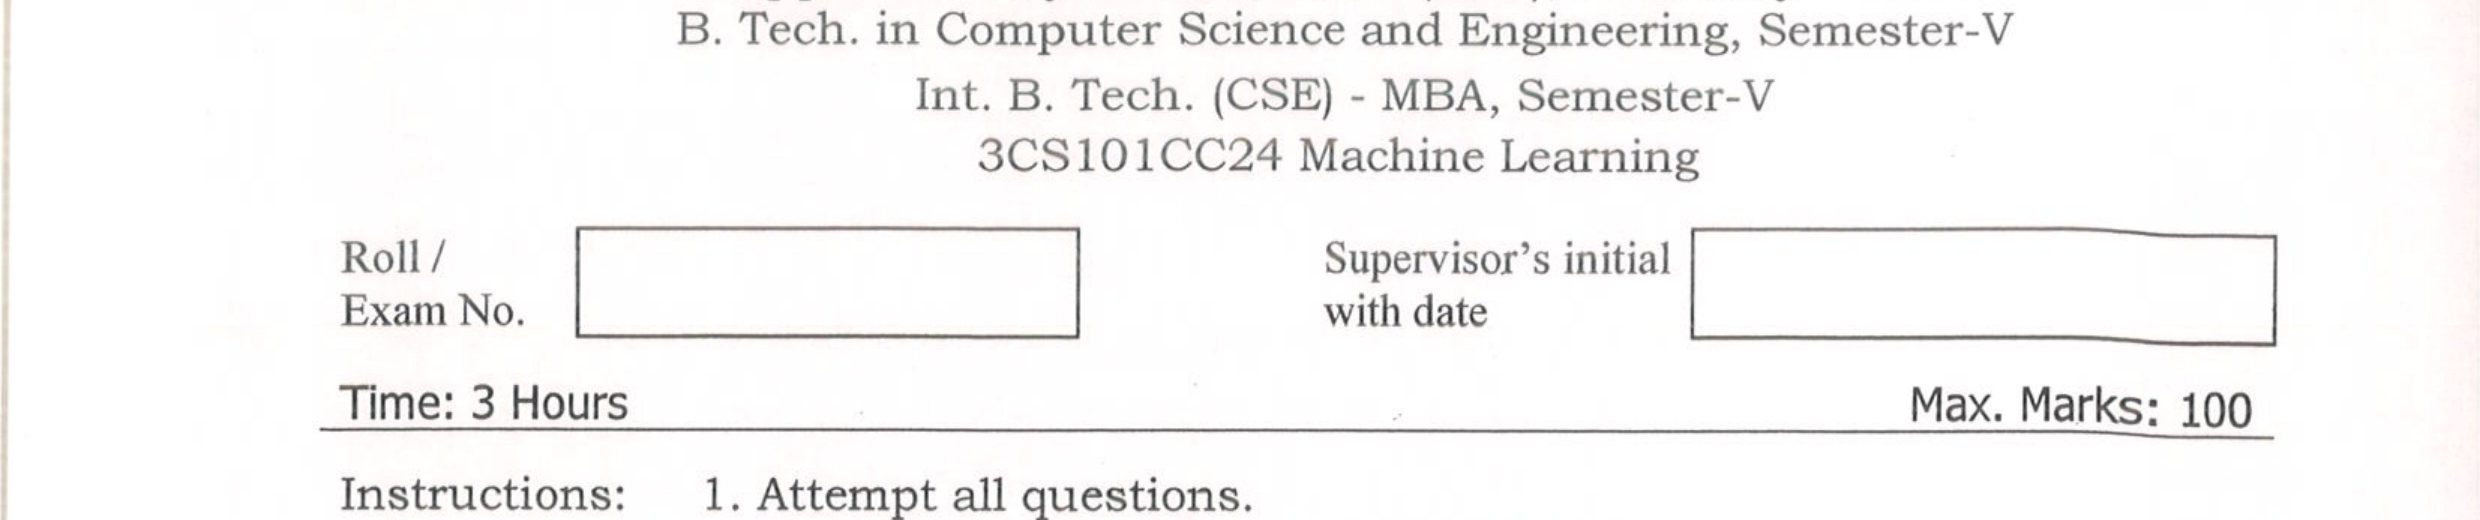 B. Tech. in Computer Science and Engineering, Semester-V
Int. B. Tech. (CSE) - MBA, Semester-V
3CS101CC24 Machine Learning
Roll /
Exam No.
Supervisor's initial
with date
Time: 3 Hours
Max. Marks: 100
Instructions: 1. Attempt all questions.